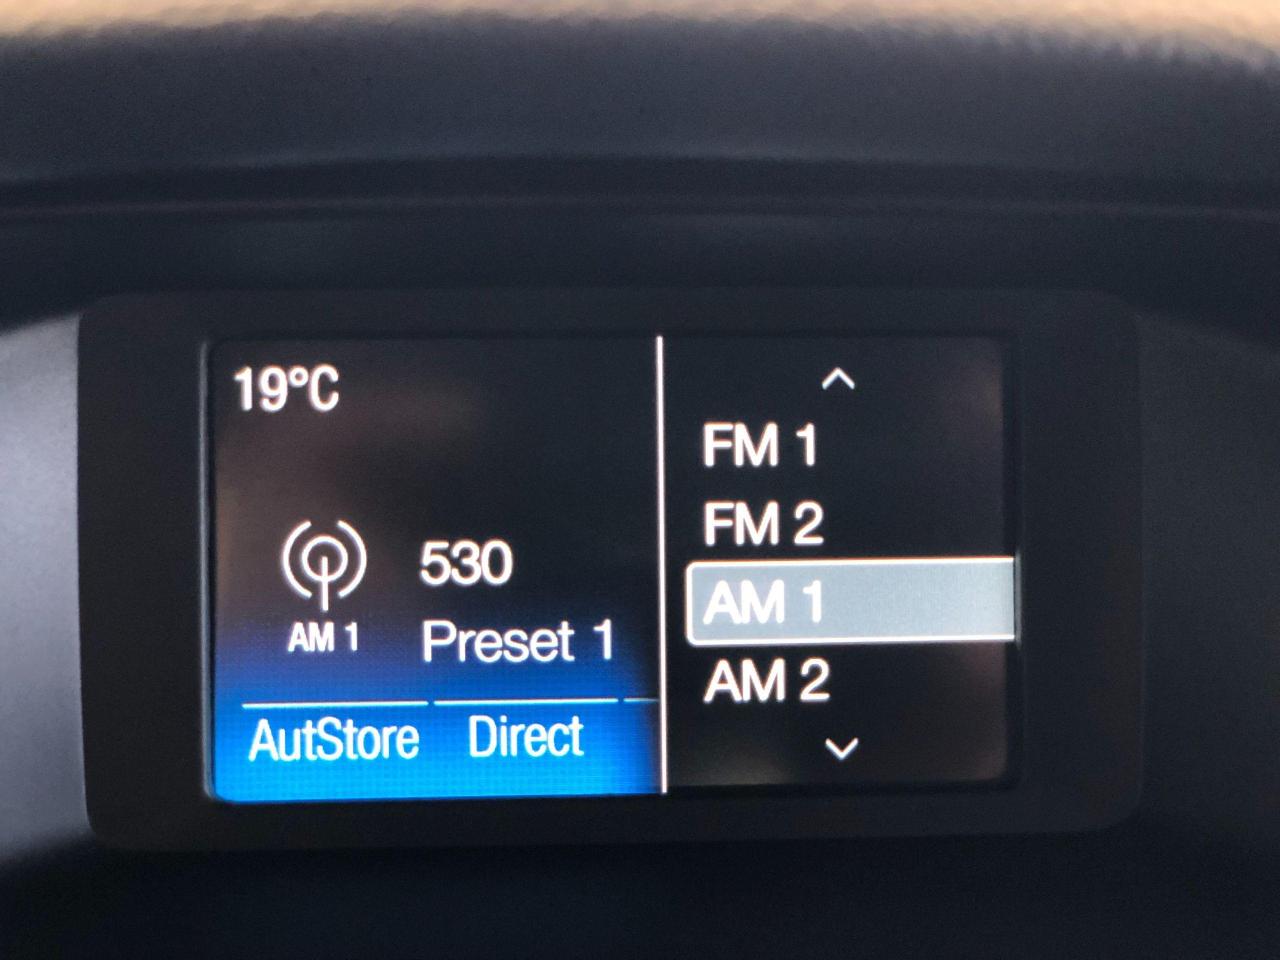 19°C
530
AM 1
Preset 1
AutStore
Direct
FM 1
FM 2
AM 1
AM 2